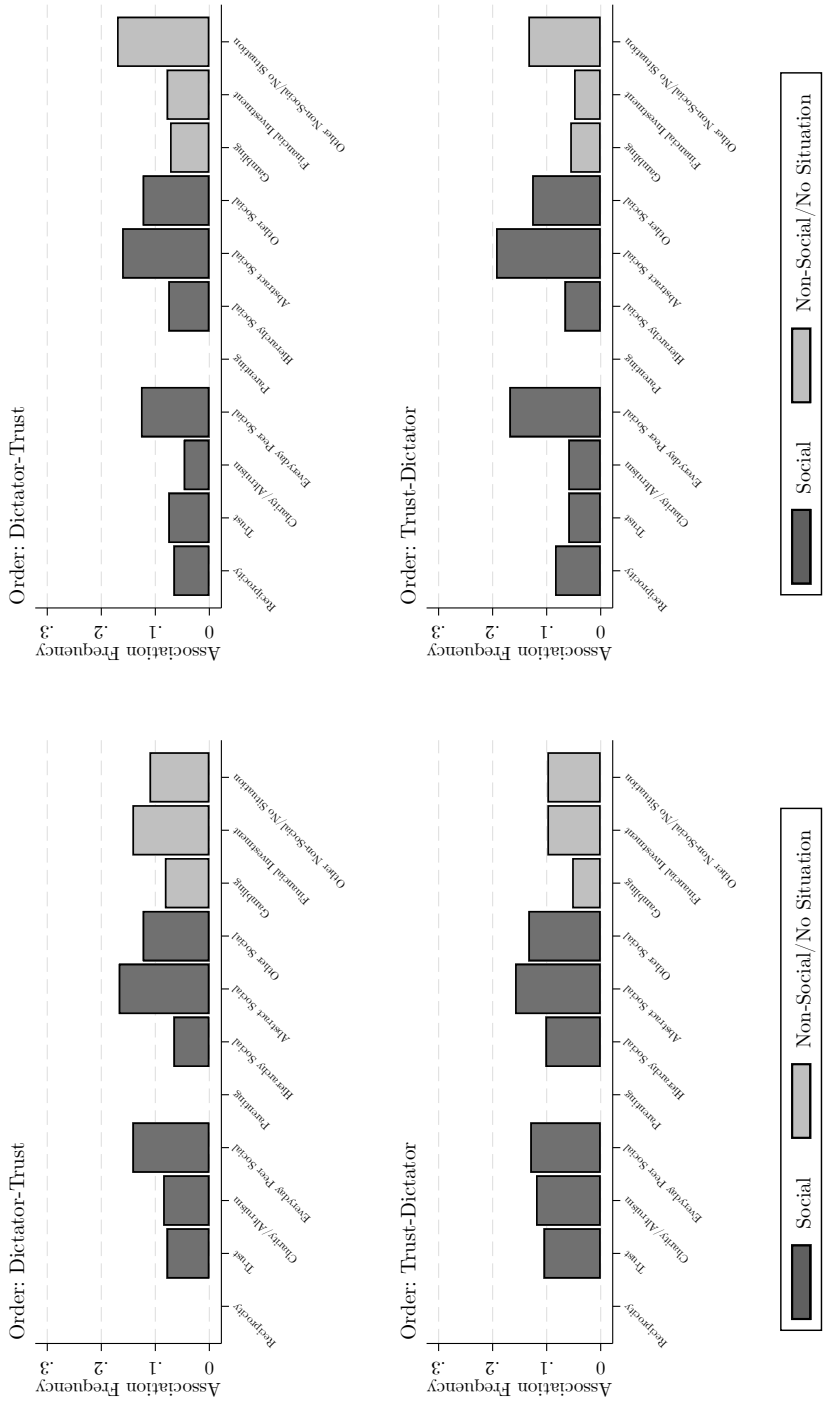 Order: Dictator-Trust
Association Frequency
.3
.2
.1
0
Reciprocity
Trust
Charity/Altruism
Everyday Peer Social
Parenting
Hierarchy Social
Abstract Social
Other Social
Gambling
Financial Investment
Other Non-Social/No Situation
Order: Trust-Dictator
Association Frequency
.3
.2
.1
0
Reciprocity
Trust
Charity/Altruism
Everyday Peer Social
Parenting
Hierarchy Social
Abstract Social
Other Social
Gambling
Financial Investment
Other Non-Social/No Situation
Social
Non-Social/No Situation
Order: Dictator-Trust
Association Frequency
.3
.2
.1
0
Reciprocity
Trust
Charity/Altruism
Everyday Peer Social
Parenting
Hierarchy Social
Abstract Social
Other Social
Gambling
Financial Investment
Other Non-Social/No Situation
Order: Trust-Dictator
Association Frequency
.3
.2
.1
0
Reciprocity
Trust
Charity/Altruism
Everyday Peer Social
Parenting
Hierarchy Social
Abstract Social
Other Social
Gambling
Financial Investment
Other Non-Social/No Situation
Social
Non-Social/No Situation